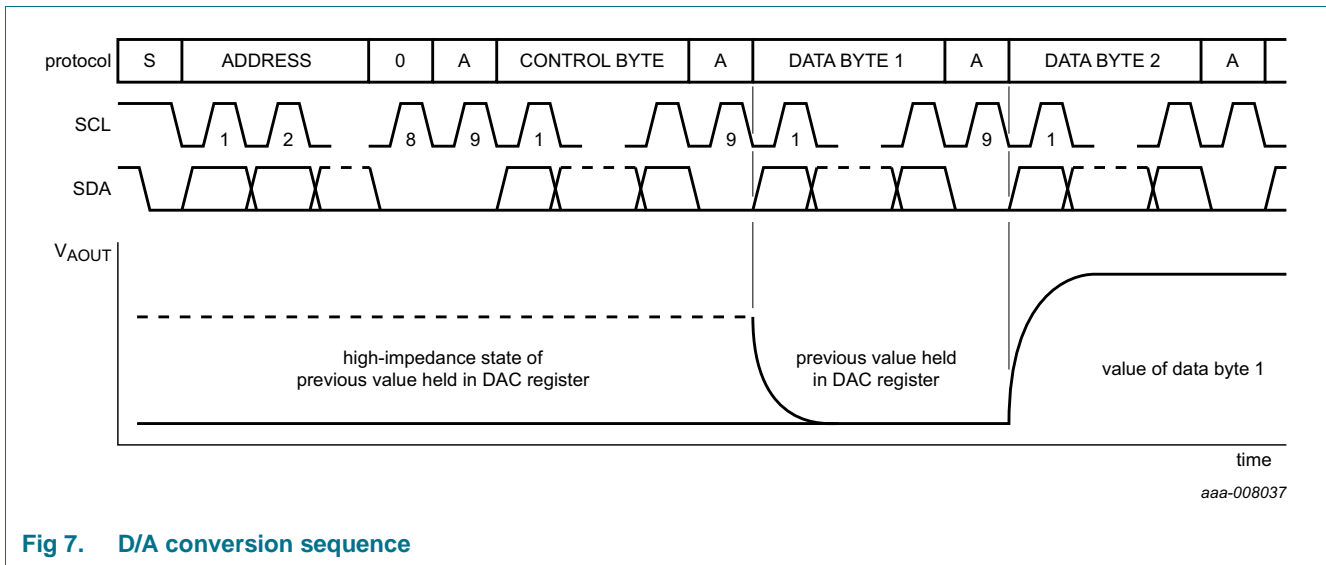 protocol S ADDRESS 0 A CONTROL BYTE A DATA BYTE 1 A DATA BYTE 2 A
SCL 1 2 8 9 1 9 1 9 1
SDA
VAOUT
high-impedance state of
previous value held in DAC register
previous value held
in DAC register
value of data byte 1
time
aaa-008037
Fig 7. D/A conversion sequence